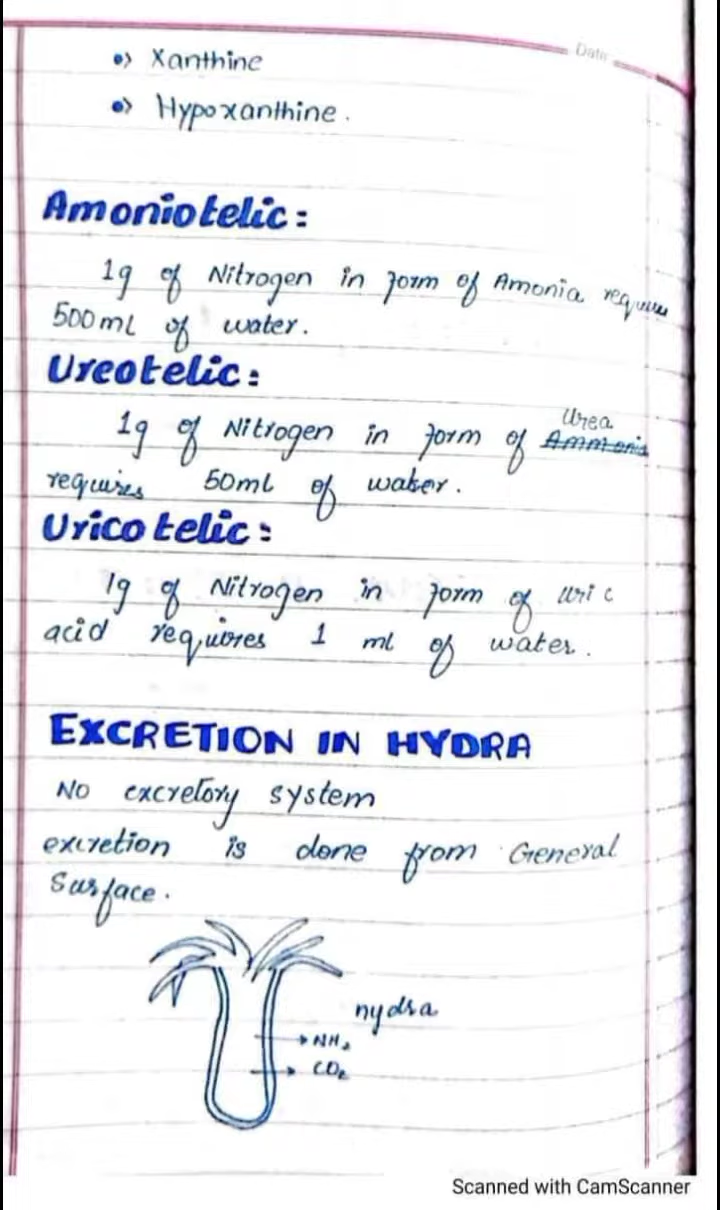 Date
•> Xanthine
•> Hypoxanthine.
Amoniotelic:
1g of Nitrogen in form of Amonia requires
500ml of water.
Ureotelic:
Urea
1g of Nitrogen in form of Ammonia
requires 50ml of water.
Uricotelic:
1g of Nitrogen in form of uric
acid requires 1 ml of water.
EXCRETION IN HYDRA
No excretory system
excretion is done from General
Surface.
hydra
NH₃
CO₂
Scanned with CamScanner